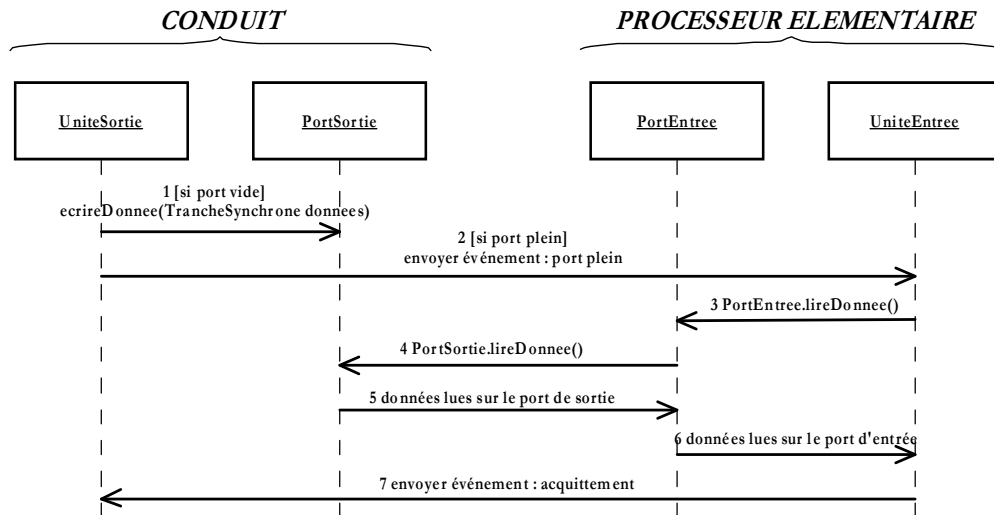 CONDUIT
PROCESSEUR ELEMENTAIRE
UniteSortie
PortSortie
PortEntree
UniteEntree
1 [si port vide]
ecrireDonnee(TrancheSynchrone donnees)
2 [si port plein]
envoyer événement : port plein
3 PortEntree.lireDonnee()
4 PortSortie.lireDonnee()
5 données lues sur le port de sortie
6 données lues sur le port d'entrée
7 envoyer événement : acquittement